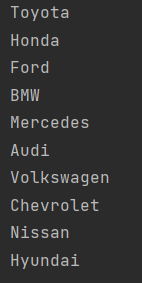 Toyota
Honda
Ford
BMW
Mercedes
Audi
Volkswagen
Chevrolet
Nissan
Hyundai